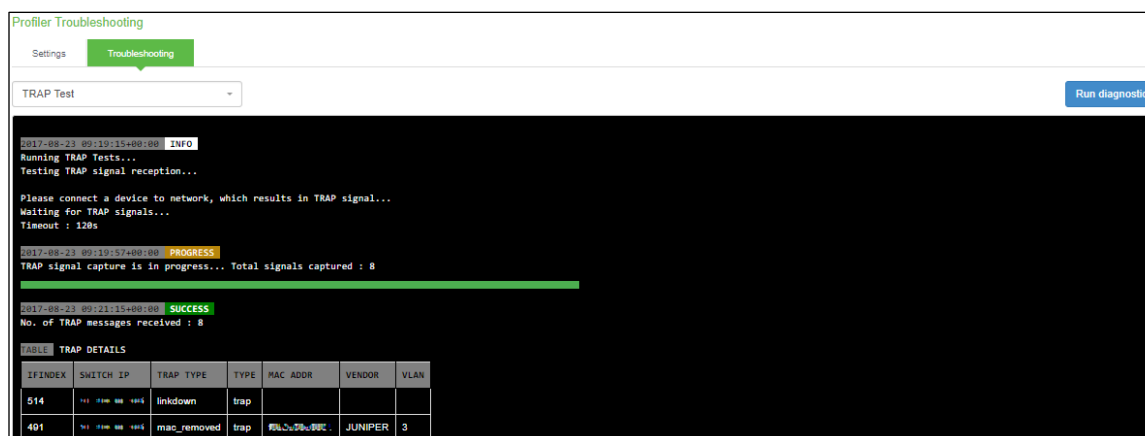 Profiler Troubleshooting
Settings Troubleshooting
TRAP Test Run diagnostic
2017-08-23 09:19:15+00:00 INFO
Running TRAP Tests...
Testing TRAP signal reception...
Please connect a device to network, which results in TRAP signal...
Waiting for TRAP signals...
Timeout : 120s
2017-08-23 09:19:57+00:00 PROGRESS
TRAP signal capture is in progress... Total signals captured : 8
2017-08-23 09:21:15+00:00 SUCCESS
No. of TRAP messages received : 8
TABLE TRAP DETAILS
IFINDEX SWITCH IP TRAP TYPE TYPE MAC ADDR VENDOR VLAN
514 linkdown trap
491 mac_removed trap JUNIPER 3